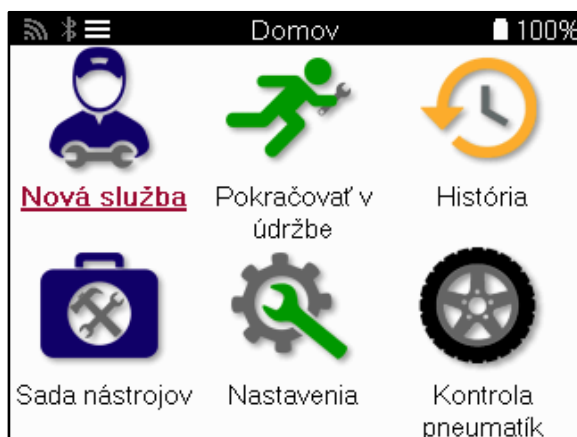 Domov 100%
Nová služba Pokračovať v údržbe História
Sada nástrojov Nastavenia Kontrola pneumatík